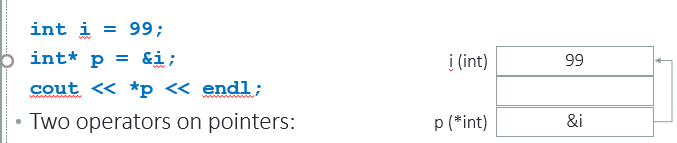 int i = 99;
int* p = &i;
cout << *p << endl;
• Two operators on pointers:
i (int) 99
p (*int) &i